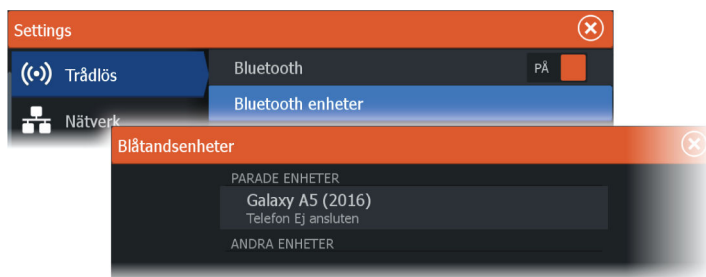 Settings
Trådlös
Bluetooth
PÅ
Bluetooth enheter
Nätverk
Blåtandsenheter
PARADE ENHETER
Galaxy A5 (2016)
Telefon Ej ansluten
ANDRA ENHETER